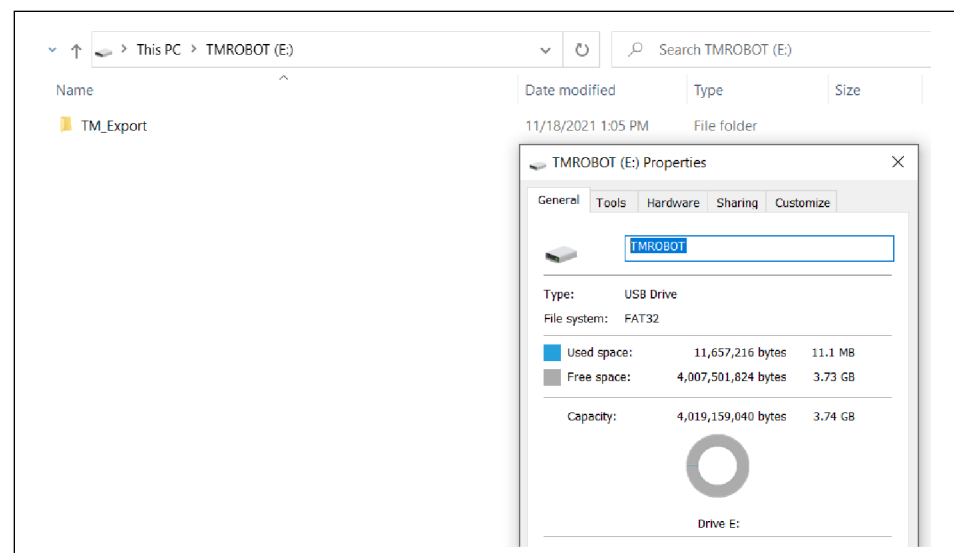 This PC > TMROBOT (E:)
Search TMROBOT (E:)
Name Date modified Type Size
TM_Export 11/18/2021 1:05 PM File folder
TMROBOT (E:) Properties
General Tools Hardware Sharing Customize
TMROBOT
Type: USB Drive
File system: FAT32
Used space: 11,657,216 bytes 11.1 MB
Free space: 4,007,501,824 bytes 3.73 GB
Capacity: 4,019,159,040 bytes 3.74 GB
Drive E: